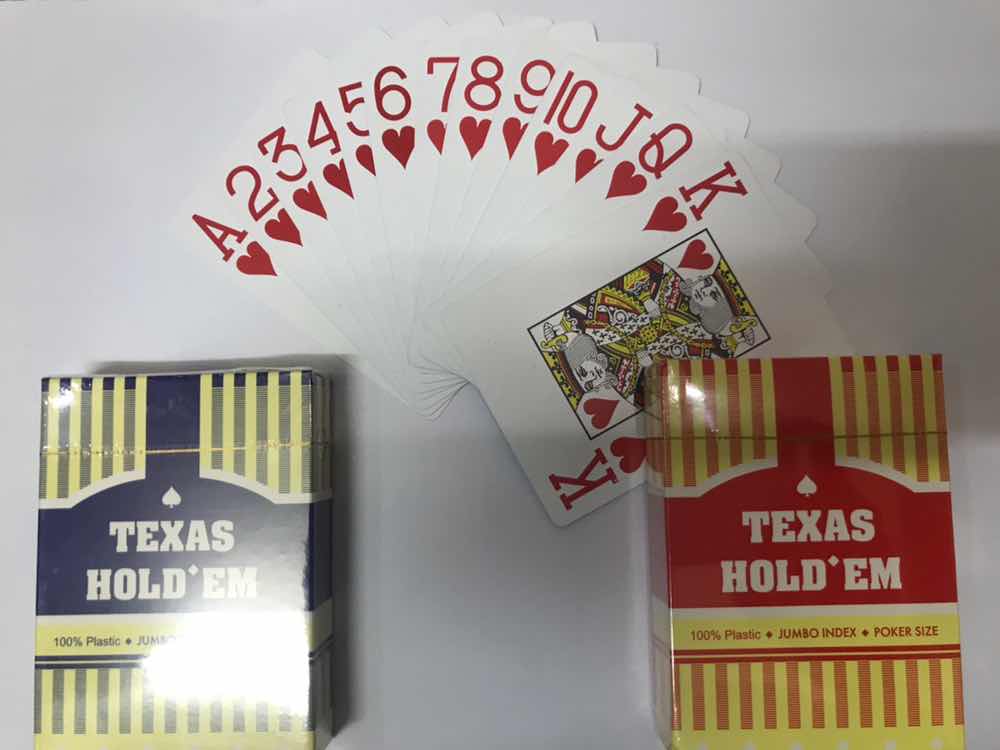 A
2
3
4
5
6
7
8
9
10
J
Q
K
K
TEXAS
HOLD'EM
100% Plastic ♦
TEXAS
HOLD'EM
100% Plastic ♦ JUMBO INDEX ♦ POKER SIZE